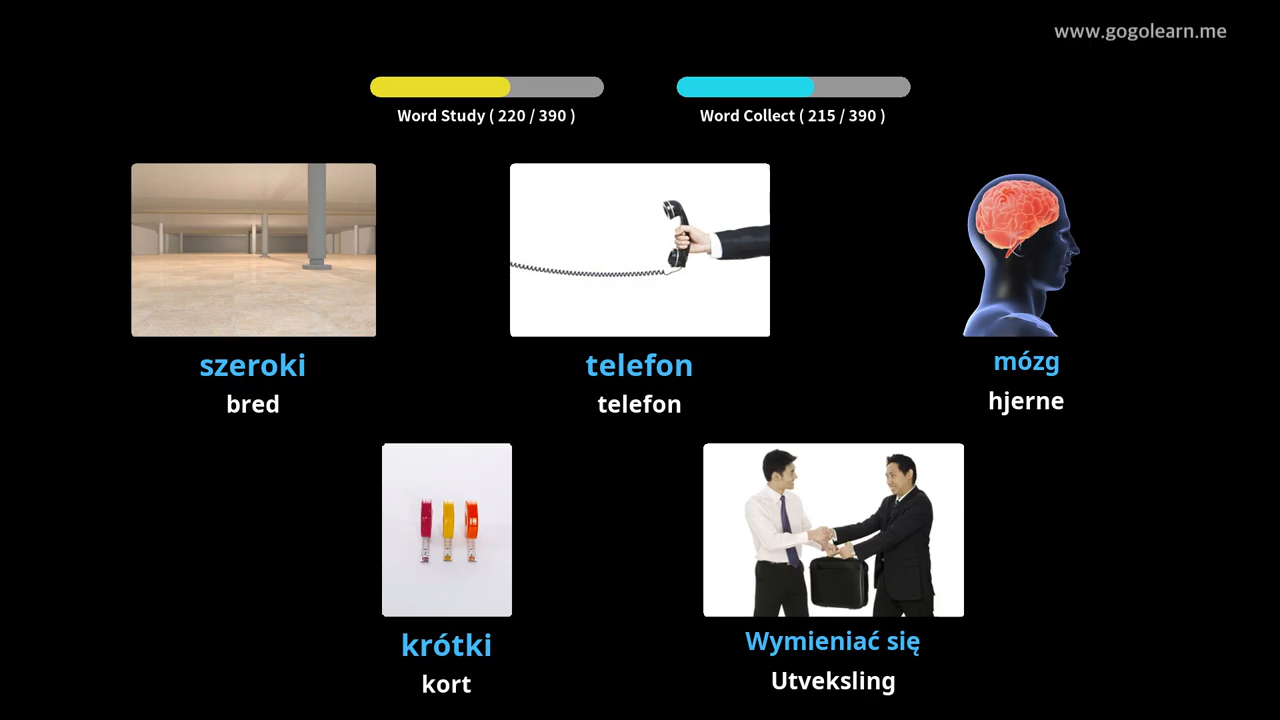 www.gogolearn.me
Word Study ( 220 / 390 )
Word Collect ( 215 / 390 )
szeroki
bred
telefon
telefon
mózg
hjerne
krótki
kort
Wymieniać się
Utveksling